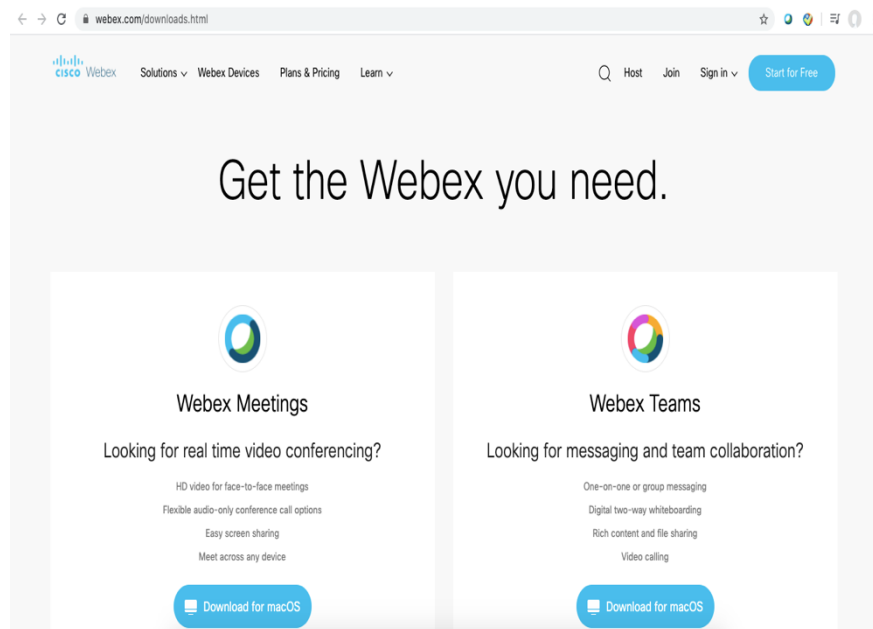 webex.com/downloads.html
CISCO Webex Solutions Webex Devices Plans & Pricing Learn Host Join Sign in Start for Free
Get the Webex you need.
Webex Meetings
Looking for real time video conferencing?
HD video for face-to-face meetings
Flexible audio-only conference call options
Easy screen sharing
Meet across any device
Download for macOS
Webex Teams
Looking for messaging and team collaboration?
One-on-one or group messaging
Digital two-way whiteboarding
Rich content and file sharing
Video calling
Download for macOS